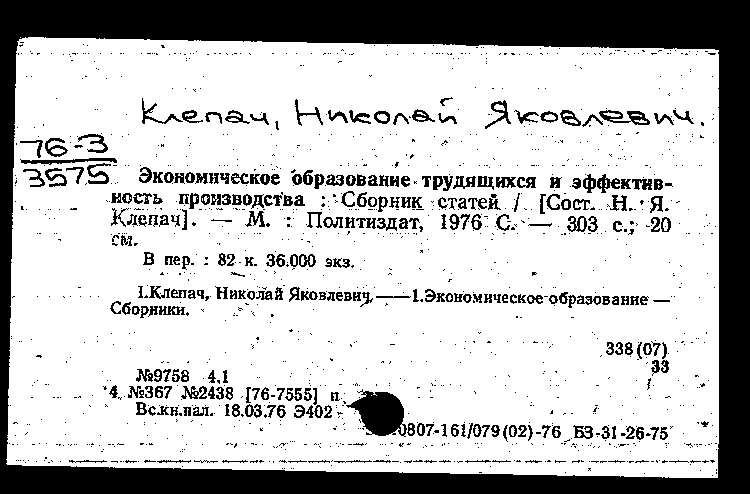 Клепач, Николай Яковлевич.
76-3
3575
Экономическое образование трудящихся и эффектив-
ность производства : Сборник статей / [Сост. Н. Я.
Клепач]. — М. : Политиздат, 1976 С. — 303 с.; 20
см.
В пер. : 82 к. 36.000 экз.
I.Клепач, Николай Яковлевич. —— 1.Экономическое образование —
Сборники.
338(07)
33
№9758 4.1
4 №367 №2438 [76-7555] п
Вс.кн.пал. 18.03.76 Э402
0807-161/079(02)-76 БЗ-31-26-75